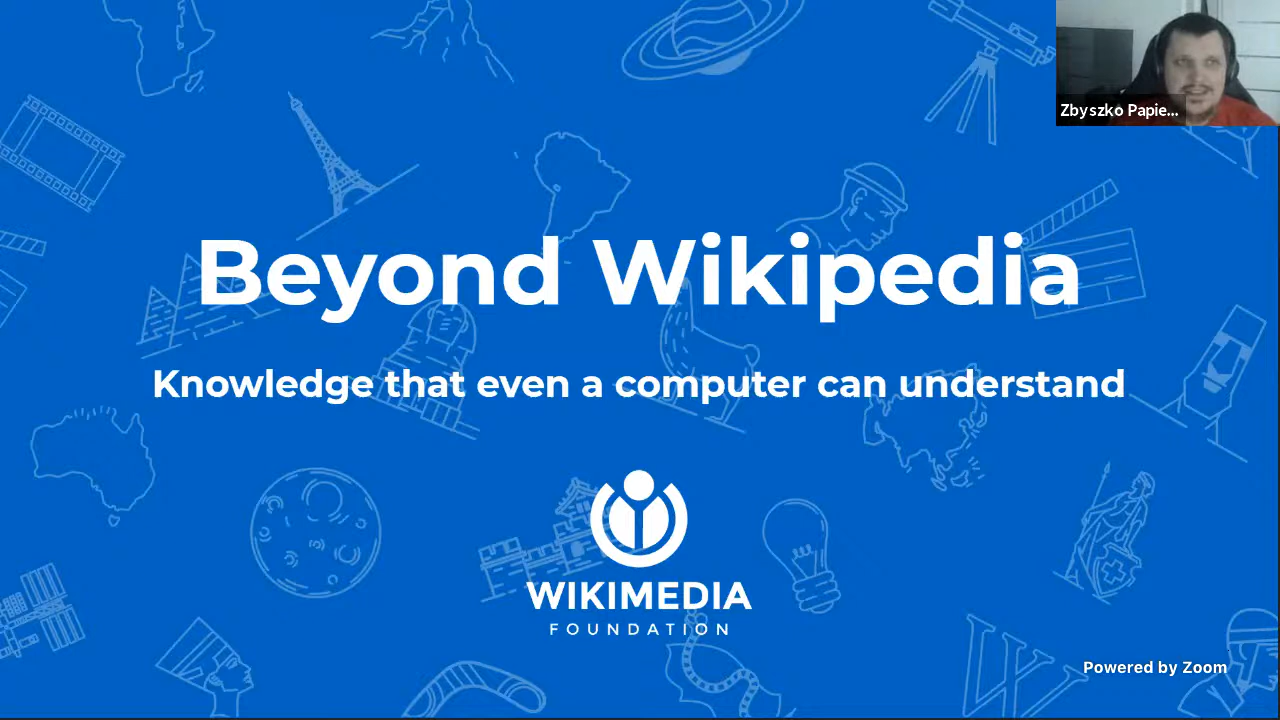 Zbyszko Papie...
Beyond Wikipedia
Knowledge that even a computer can understand
WIKIMEDIA
FOUNDATION
Powered by Zoom